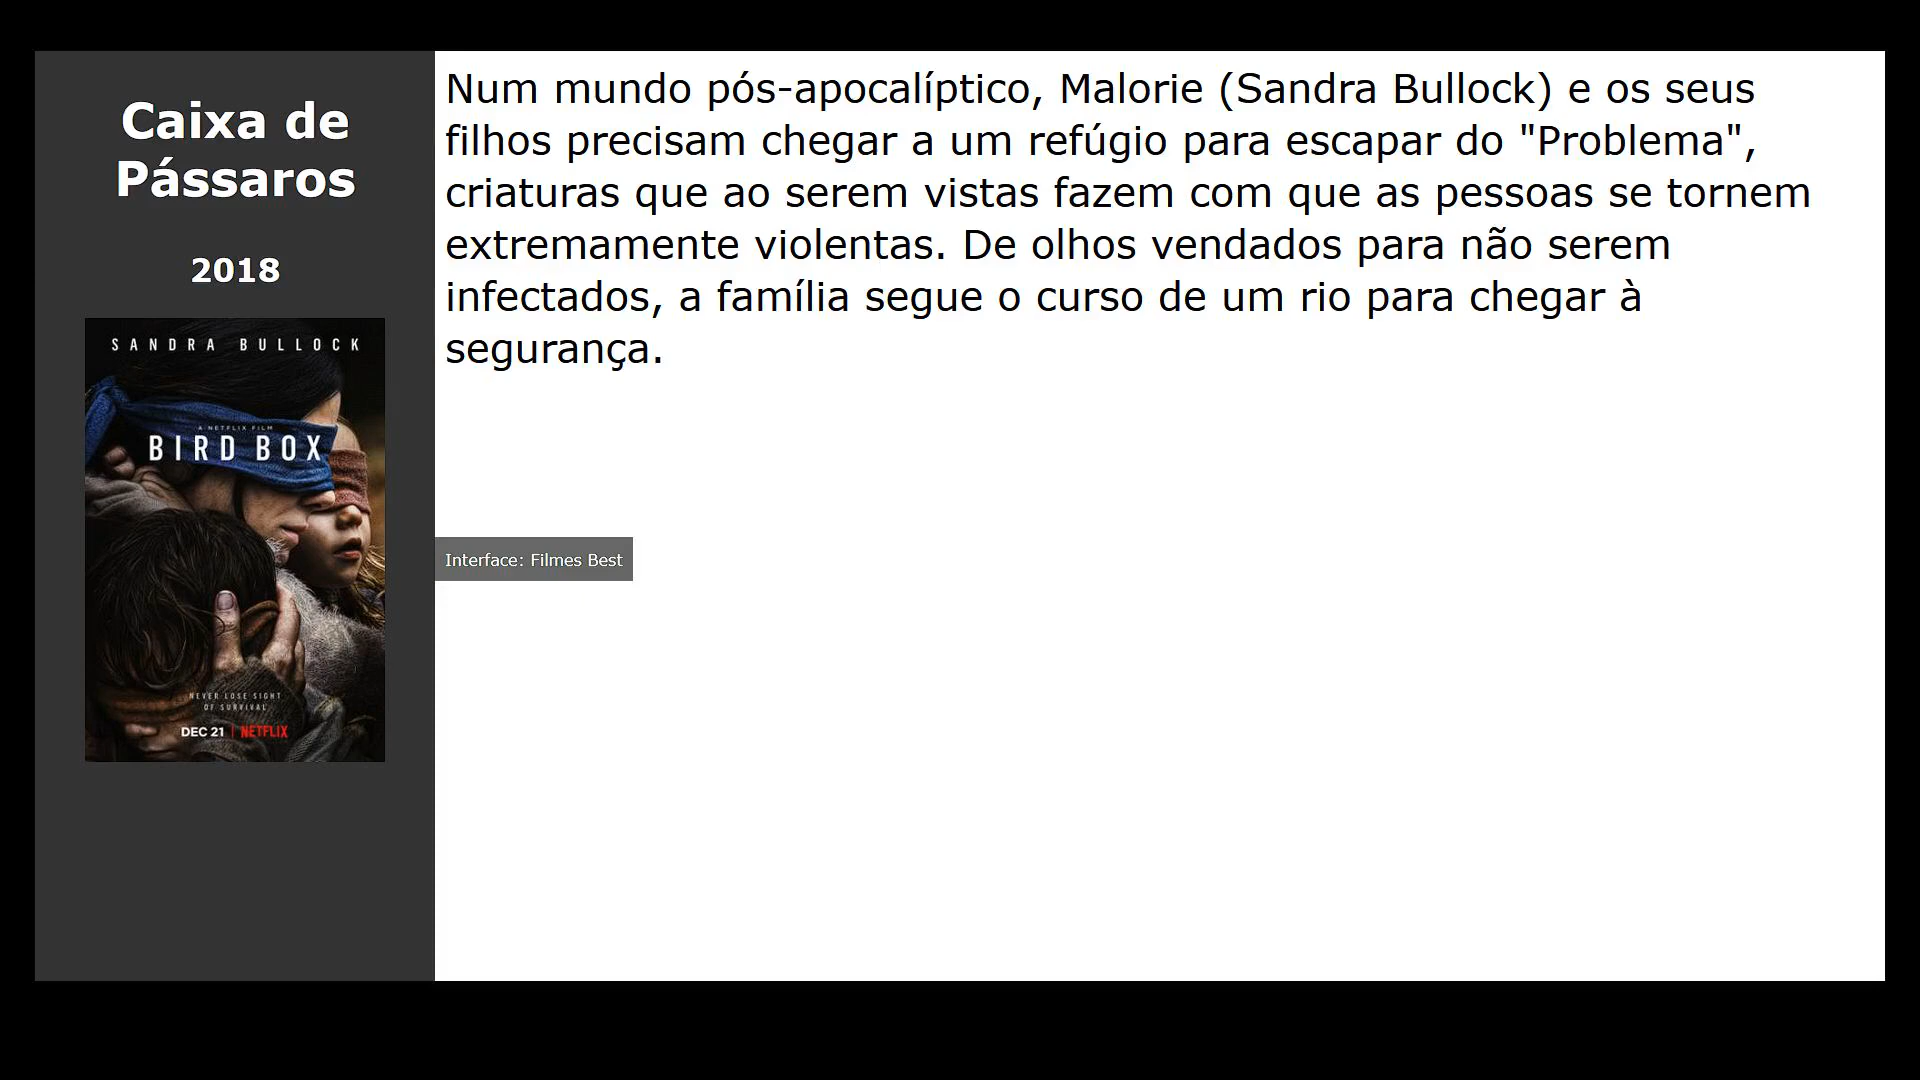 Caixa de
Pássaros
2018
SANDRA BULLOCK
A NETFLIX FILM
BIRD BOX
NEVER LOSE SIGHT
OF SURVIVAL
DEC 21 | NETFLIX
Num mundo pós-apocalíptico, Malorie (Sandra Bullock) e os seus
filhos precisam chegar a um refúgio para escapar do "Problema",
criaturas que ao serem vistas fazem com que as pessoas se tornem
extremamente violentas. De olhos vendados para não serem
infectados, a família segue o curso de um rio para chegar à
segurança.
Interface: Filmes Best